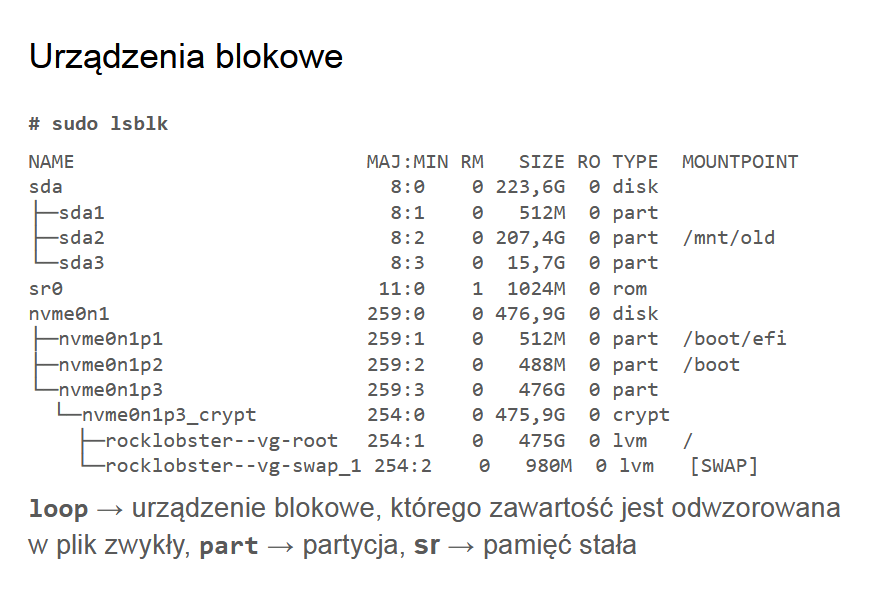 Urządzenia blokowe
# sudo lsblk
NAME                         MAJ:MIN RM   SIZE RO TYPE  MOUNTPOINT
sda                            8:0    0 223,6G  0 disk
├─sda1                         8:1    0   512M  0 part
├─sda2                         8:2    0 207,4G  0 part  /mnt/old
└─sda3                         8:3    0  15,7G  0 part
sr0                           11:0    1  1024M  0 rom
nvme0n1                      259:0    0 476,9G  0 disk
├─nvme0n1p1                  259:1    0   512M  0 part  /boot/efi
├─nvme0n1p2                  259:2    0   488M  0 part  /boot
└─nvme0n1p3                  259:3    0   476G  0 part
  └─nvme0n1p3_crypt          254:0    0 475,9G  0 crypt
    ├─rocklobster--vg-root   254:1    0   475G  0 lvm   /
    └─rocklobster--vg-swap_1 254:2    0   980M  0 lvm   [SWAP]
loop → urządzenie blokowe, którego zawartość jest odwzorowana
w plik zwykły, part → partycja, sr → pamięć stała